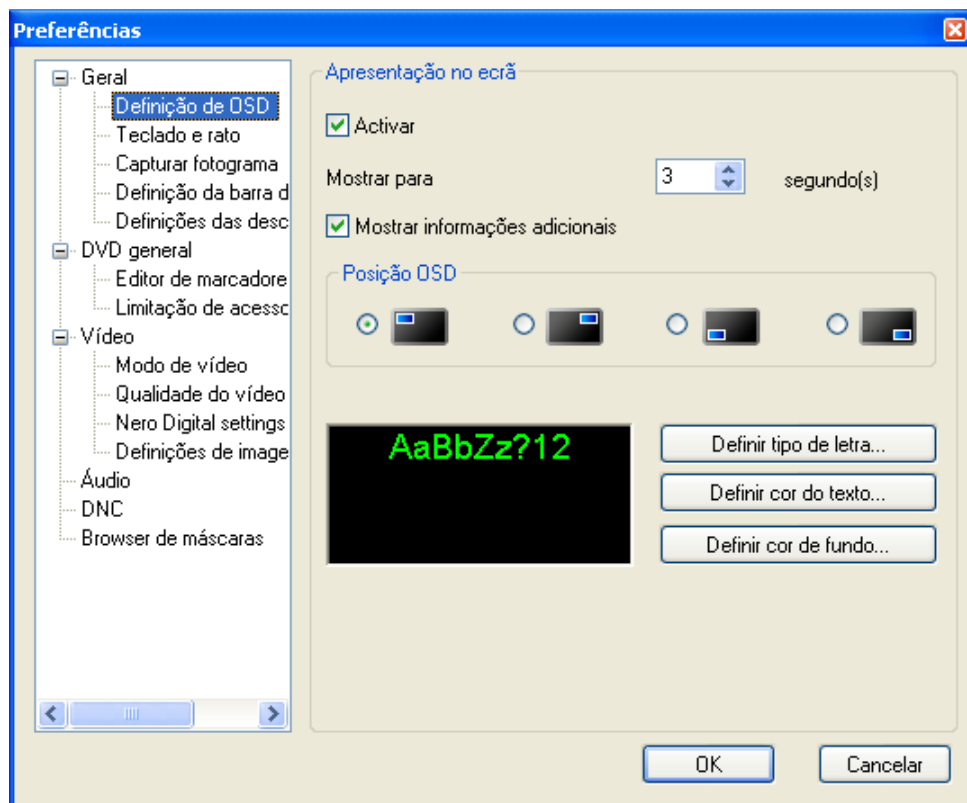 Preferências
Geral
Definição de OSD
Teclado e rato
Capturar fotograma
Definição da barra d
Definições das desc
DVD general
Editor de marcadore
Limitação de acesso
Vídeo
Modo de vídeo
Qualidade do vídeo
Nero Digital settings
Definições de image
Áudio
DNC
Browser de máscaras
Apresentação no ecrã
Activar
Mostrar para 3 segundo(s)
Mostrar informações adicionais
Posição OSD
AaBbZz?12
Definir tipo de letra...
Definir cor do texto...
Definir cor de fundo...
OK Cancelar